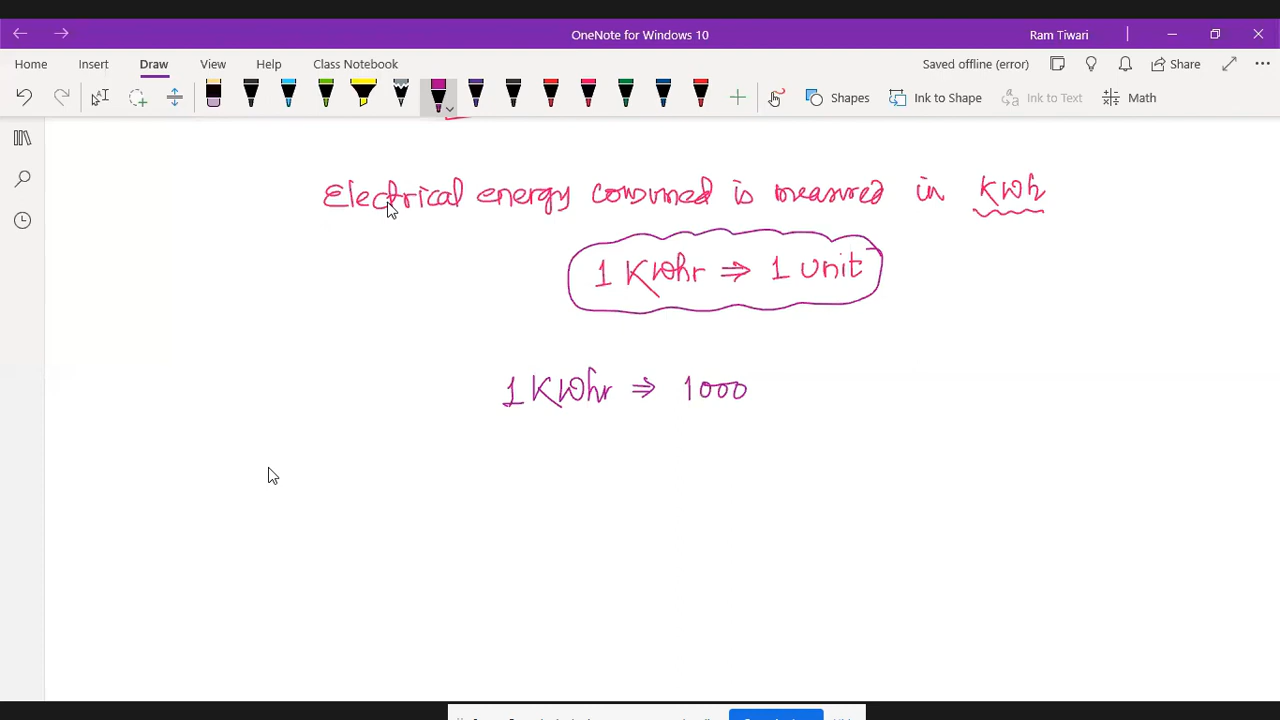 OneNote for Windows 10
Ram Tiwari
Home Insert Draw View Help Class Notebook
Saved offline (error) Share
Shapes Ink to Shape Ink to Text Math
Electrical energy consumed is measured in KWh
1 KWhr ⇒ 1 Unit
1 KWhr ⇒ 1000